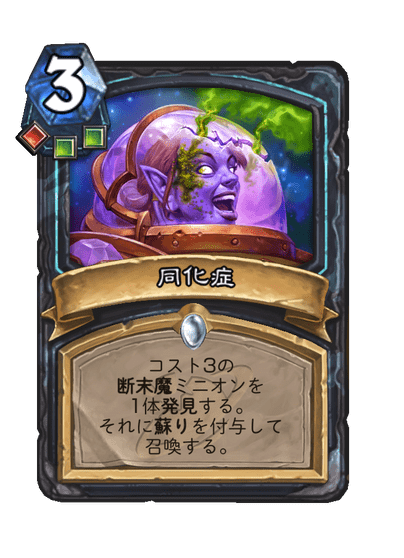 3
同化症
コスト3の
断末魔ミニオンを
1体発見する。
それに蘇りを付与して
召喚する。